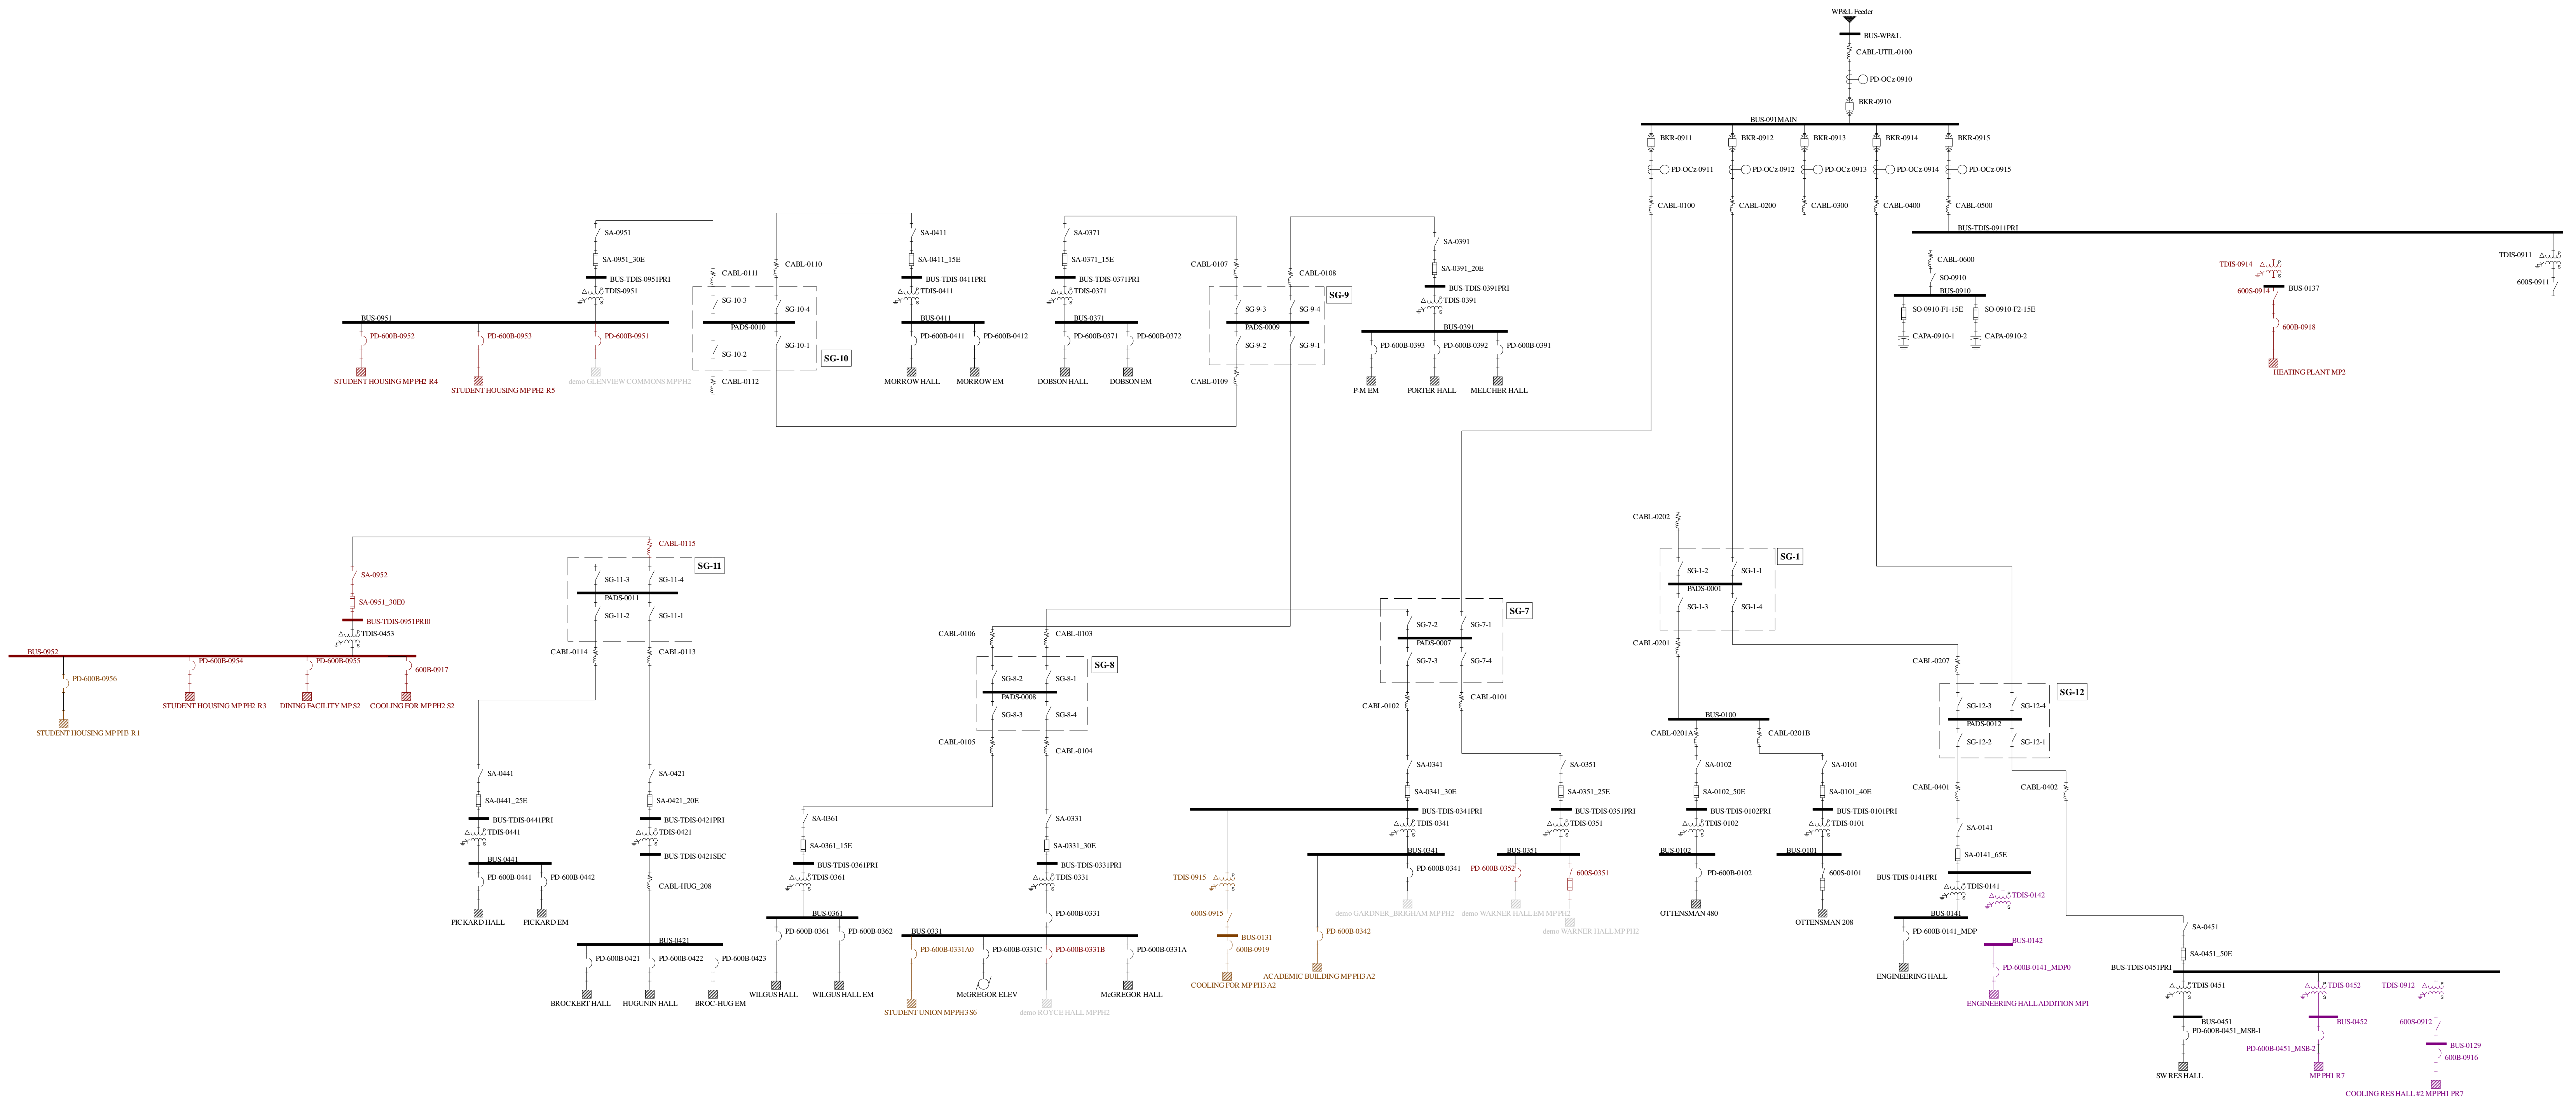 WP&L Feeder
BUS-WP&L
CABL-UTIL-0100
PD-OCz-0910
BKR-0910
BUS-091MAIN
BKR-0911
BKR-0912
BKR-0913
BKR-0914
BKR-0915
PD-OCz-0911
PD-OCz-0912
PD-OCz-0913
PD-OCz-0914
PD-OCz-0915
CABL-0100
CABL-0200
CABL-0300
CABL-0400
CABL-0500
BUS-TDIS-0911PRI
CABL-0600
SO-0910
BUS-0910
SO-0910-F1-15E
SO-0910-F2-15E
CAPA-0910-1
CAPA-0910-2
TDIS-0914
600S-0914
BUS-0137
600B-0918
HEATING PLANT MP2
TDIS-0911
600S-0911
SA-0951
SA-0951_30E
BUS-TDIS-0951PRI
TDIS-0951
BUS-0951
PD-600B-0952
PD-600B-0953
PD-600B-0951
STUDENT HOUSING MP PH2 R4
STUDENT HOUSING MP PH2 R5
demo GLENVIEW COMMONS MP PH2
CABL-0111
CABL-0110
SG-10-3
SG-10-4
PADS-0010
SG-10-2
SG-10-1
SG-10
CABL-0112
SA-0411
SA-0411_15E
BUS-TDIS-0411PRI
TDIS-0411
BUS-0411
PD-600B-0411
PD-600B-0412
MORROW HALL
MORROW EM
SA-0371
SA-0371_15E
BUS-TDIS-0371PRI
TDIS-0371
BUS-0371
PD-600B-0371
PD-600B-0372
DOBSON HALL
DOBSON EM
CABL-0107
CABL-0108
SG-9
SG-9-3
SG-9-4
PADS-0009
SG-9-2
SG-9-1
CABL-0109
SA-0391
SA-0391_20E
BUS-TDIS-0391PRI
TDIS-0391
BUS-0391
PD-600B-0393
PD-600B-0392
PD-600B-0391
P-M EM
PORTER HALL
MELCHER HALL
CABL-0115
SG-11
SG-11-3
SG-11-4
PADS-0011
SG-11-2
SG-11-1
CABL-0114
CABL-0113
SA-0952
SA-0951_30E0
BUS-TDIS-0951PRI0
TDIS-0453
BUS-0952
PD-600B-0956
PD-600B-0954
PD-600B-0955
600B-0917
STUDENT HOUSING MP PH3 R1
STUDENT HOUSING MP PH2 R3
DINING FACILITY MP S2
COOLING FOR MP PH2 S2
SA-0441
SA-0441_25E
BUS-TDIS-0441PRI
TDIS-0441
BUS-0441
PD-600B-0441
PD-600B-0442
PICKARD HALL
PICKARD EM
SA-0421
SA-0421_20E
BUS-TDIS-0421PRI
TDIS-0421
BUS-TDIS-0421SEC
CABL-HUG_208
BUS-0421
PD-600B-0421
PD-600B-0422
PD-600B-0423
BROCKERT HALL
HUGUNIN HALL
BROC-HUG EM
CABL-0106
CABL-0103
SG-8
SG-8-2
SG-8-1
PADS-0008
SG-8-3
SG-8-4
CABL-0105
CABL-0104
SA-0361
SA-0361_15E
BUS-TDIS-0361PRI
TDIS-0361
BUS-0361
PD-600B-0361
PD-600B-0362
WILGUS HALL
WILGUS HALL EM
SA-0331
SA-0331_30E
BUS-TDIS-0331PRI
TDIS-0331
PD-600B-0331
BUS-0331
PD-600B-0331A0
PD-600B-0331C
PD-600B-0331B
PD-600B-0331A
STUDENT UNION MP PH3 S6
McGREGOR ELEV
demo ROYCE HALL MP PH2
McGREGOR HALL
SG-7
SG-7-2
SG-7-1
PADS-0007
SG-7-3
SG-7-4
CABL-0102
CABL-0101
SA-0341
SA-0341_30E
BUS-TDIS-0341PRI
TDIS-0341
BUS-0341
TDIS-0915
600S-0915
BUS-0131
600B-0919
COOLING FOR MP PH3 A2
PD-600B-0342
ACADEMIC BUILDING MP PH3 A2
PD-600B-0341
demo GARDNER_BRIGHAM MP PH2
SA-0351
SA-0351_25E
BUS-TDIS-0351PRI
TDIS-0351
BUS-0351
PD-600B-0352
600S-0351
demo WARNER HALL EM MP PH2
demo WARNER HALL MP PH2
CABL-0202
SG-1
SG-1-2
SG-1-1
PADS-0001
SG-1-3
SG-1-4
CABL-0201
BUS-0100
CABL-0201A
CABL-0201B
SA-0102
SA-0102_50E
BUS-TDIS-0102PRI
TDIS-0102
BUS-0102
PD-600B-0102
OTTENSMAN 480
SA-0101
SA-0101_40E
BUS-TDIS-0101PRI
TDIS-0101
BUS-0101
600S-0101
OTTENSMAN 208
CABL-0207
SG-12
SG-12-3
SG-12-4
PADS-0012
SG-12-2
SG-12-1
CABL-0401
CABL-0402
SA-0141
SA-0141_65E
BUS-TDIS-0141PRI
TDIS-0141
TDIS-0142
BUS-0141
PD-600B-0141_MDP
ENGINEERING HALL
BUS-0142
PD-600B-0141_MDP0
ENGINEERING HALL ADDITION MP1
SA-0451
SA-0451_50E
BUS-TDIS-0451PRI
TDIS-0451
TDIS-0452
TDIS-0912
BUS-0451
PD-600B-0451_MSB-1
SW RES HALL
BUS-0452
PD-600B-0451_MSB-2
MP PH1 R7
600S-0912
BUS-0129
600B-0916
COOLING RES HALL #2 MP PH1 PR7